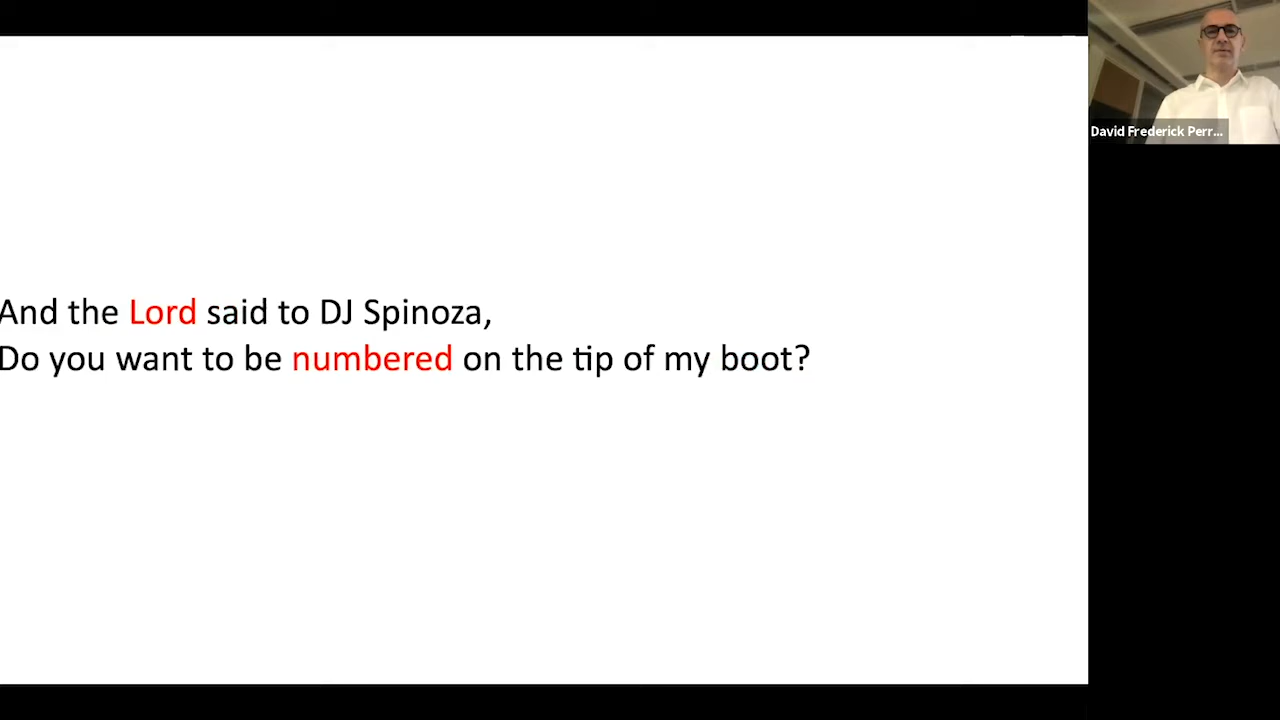 And the Lord said to DJ Spinoza,
Do you want to be numbered on the tip of my boot?
David Frederick Perr...